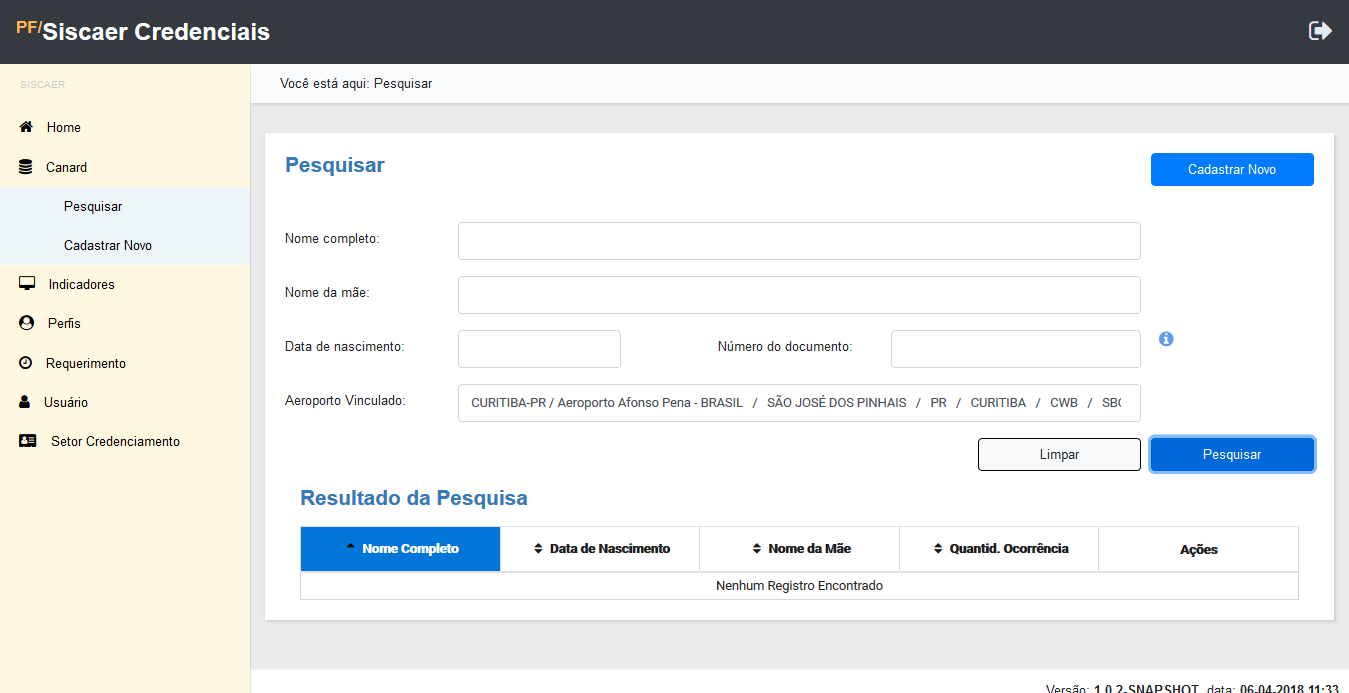 PF/Siscaer Credenciais
SISCAER
Você está aqui: Pesquisar
Home
Canard
Pesquisar
Cadastrar Novo
Indicadores
Perfis
Requerimento
Usuário
Setor Credenciamento
Pesquisar
Cadastrar Novo
Nome completo:
Nome da mãe:
Data de nascimento: Número do documento:
Aeroporto Vinculado: CURITIBA-PR / Aeroporto Afonso Pena - BRASIL / SÃO JOSÉ DOS PINHAIS / PR / CURITIBA / CWB /
Limpar Pesquisar
Resultado da Pesquisa
Nome Completo Data de Nascimento Nome da Mãe Quantid. Ocorrência Ações
Nenhum Registro Encontrado
Versão: 1.0.2-SNAPSHOT data: 06-04-2018 11:33